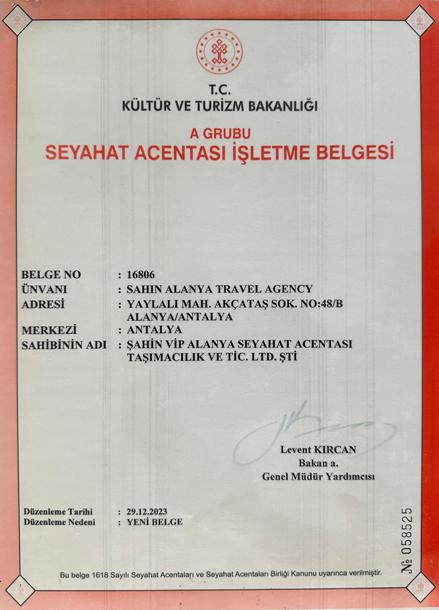 T.C.
KÜLTÜR VE TURİZM BAKANLIĞI
A GRUBU
SEYAHAT ACENTASI İŞLETME BELGESİ
BELGE NO : 16806
ÜNVANI : SAHIN ALANYA TRAVEL AGENCY
ADRESİ : YAYLALI MAH. AKÇATAŞ SOK. NO:48/B
ALANYA/ANTALYA
MERKEZİ : ANTALYA
SAHİBİNİN ADI : ŞAHİN VİP ALANYA SEYAHAT ACENTASI
TAŞIMACILIK VE TİC. LTD. ŞTİ
Levent KIRCAN
Bakan a.
Genel Müdür Yardımcısı
Düzenleme Tarihi : 29.12.2023
Düzenleme Nedeni : YENİ BELGE
№ 058525
Bu belge 1618 Sayılı Seyahat Acentaları ve Seyahat Acentaları Birliği Kanunu uyarınca verilmiştir.